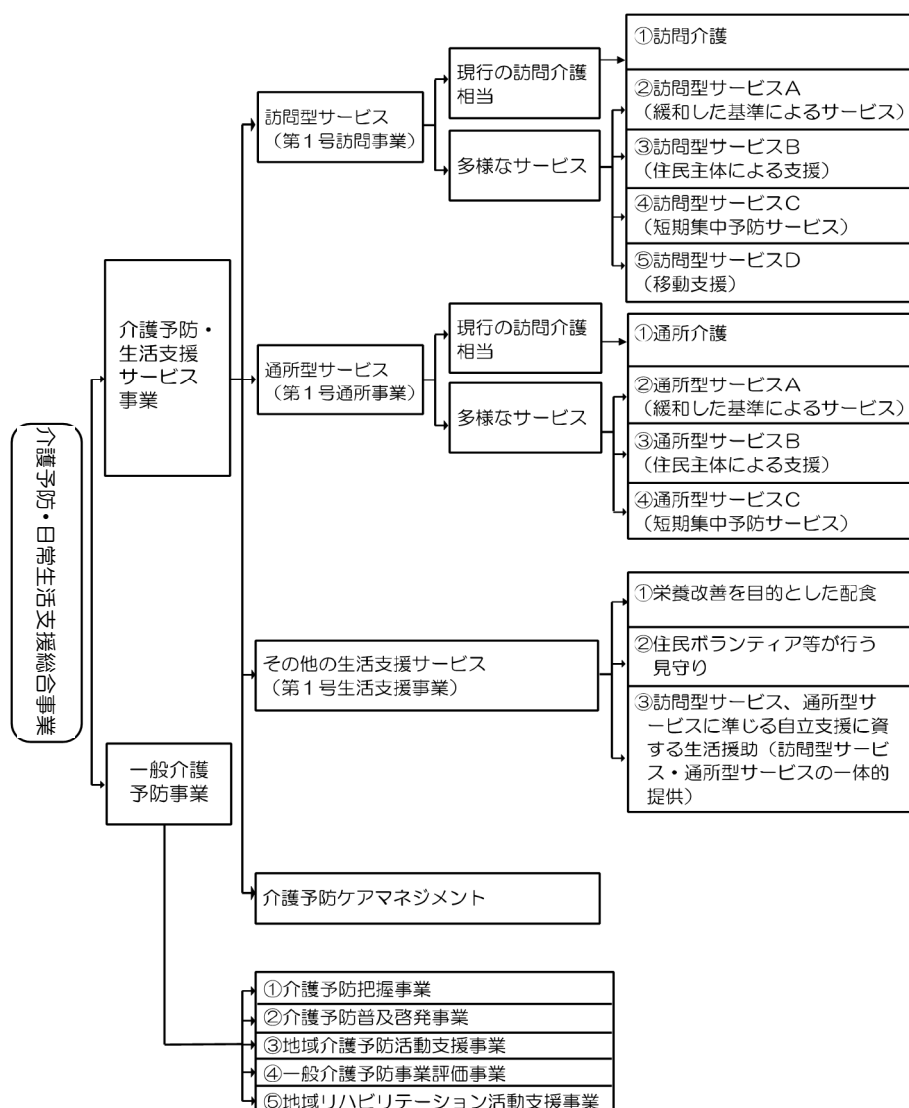 介護予防・日常生活支援総合事業
介護予防・
生活支援
サービス
事業
訪問型サービス
（第１号訪問事業）
現行の訪問介護
相当
①訪問介護
多様なサービス
②訪問型サービスＡ
（緩和した基準によるサービス）
③訪問型サービスＢ
（住民主体による支援）
④訪問型サービスＣ
（短期集中予防サービス）
⑤訪問型サービスＤ
（移動支援）
通所型サービス
（第１号通所事業）
現行の訪問介護
相当
①通所介護
多様なサービス
②通所型サービスＡ
（緩和した基準によるサービス）
③通所型サービスＢ
（住民主体による支援）
④通所型サービスＣ
（短期集中予防サービス）
その他の生活支援サービス
（第１号生活支援事業）
①栄養改善を目的とした配食
②住民ボランティア等が行う
見守り
③訪問型サービス、通所型サ
ービスに準じる自立支援に資
する生活援助（訪問型サービ
ス・通所型サービスの一体的
提供）
介護予防ケアマネジメント
一般介護
予防事業
①介護予防把握事業
②介護予防普及啓発事業
③地域介護予防活動支援事業
④一般介護予防事業評価事業
⑤地域リハビリテーション活動支援事業